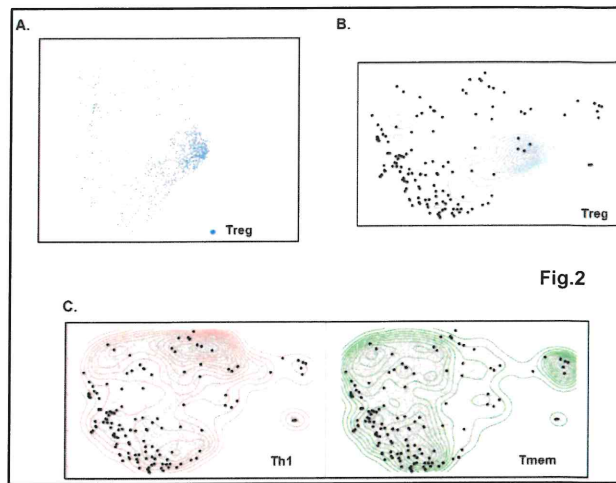 A.
Treg
B.
Treg
Fig.2
C.
Th1
Tmem